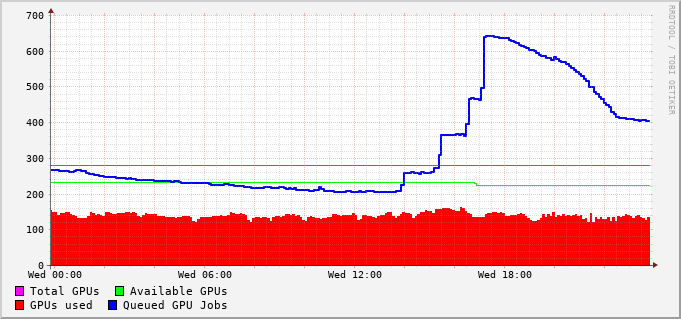 700
600
500
400
300
200
100
0
Wed 00:00 Wed 06:00 Wed 12:00 Wed 18:00
Total GPUs Available GPUs
GPUs used Queued GPU Jobs
RRDTOOL / TOBI OETIKER